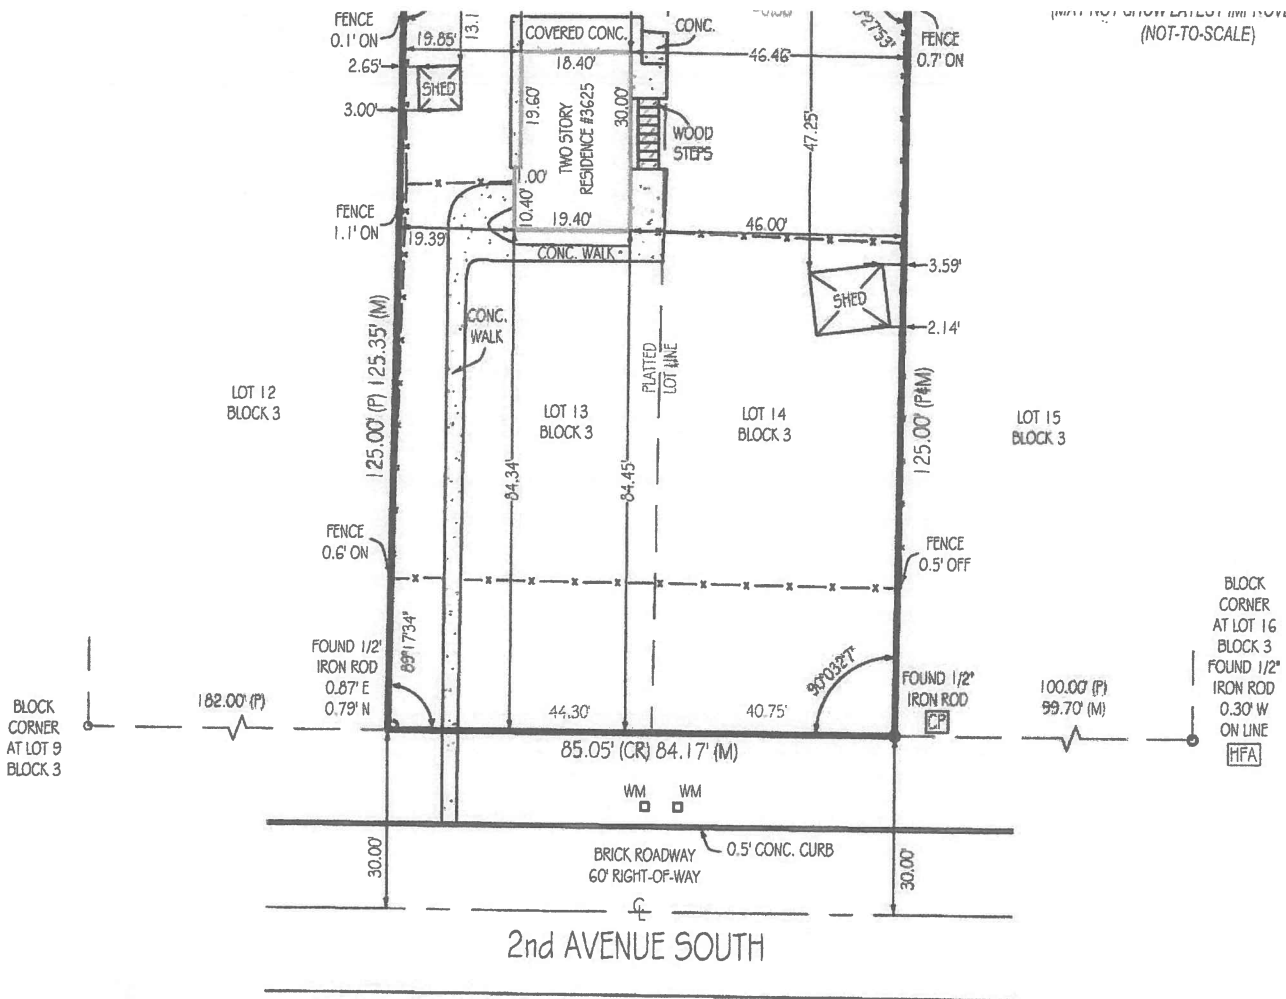 FENCE
0.1' ON
19.85'
13.1
COVERED CONC.
CONC.
18.40'
46.46'
FENCE
0.7' ON
(NOT-TO-SCALE)
2.65'
SHED
3.00'
19.60'
TWO STORY
RESIDENCE #3625
30.00'
WOOD
STEPS
47.25'
1.00'
10.40'
19.40'
FENCE
1.1' ON
19.39'
46.00'
CONC. WALK
3.59'
SHED
2.14'
CONC.
WALK
PLATTED
LOT LINE
125.00' (P) 125.35' (M)
125.00' (P&M)
LOT 12
BLOCK 3
LOT 13
BLOCK 3
LOT 14
BLOCK 3
LOT 15
BLOCK 3
84.34'
84.45'
FENCE
0.6' ON
FENCE
0.5' OFF
89°17'34"
90°03'27"
FOUND 1/2"
IRON ROD
0.87' E
0.79' N
FOUND 1/2"
IRON ROD
CP
BLOCK
CORNER
AT LOT 16
BLOCK 3
FOUND 1/2"
IRON ROD
0.30' W
ON LINE
HFA
BLOCK
CORNER
AT LOT 9
BLOCK 3
182.00' (P)
44.30'
40.75'
100.00' (P)
99.70' (M)
85.05' (CR) 84.17' (M)
WM WM
30.00'
BRICK ROADWAY
60' RIGHT-OF-WAY
0.5' CONC. CURB
30.00'
CL
2nd AVENUE SOUTH